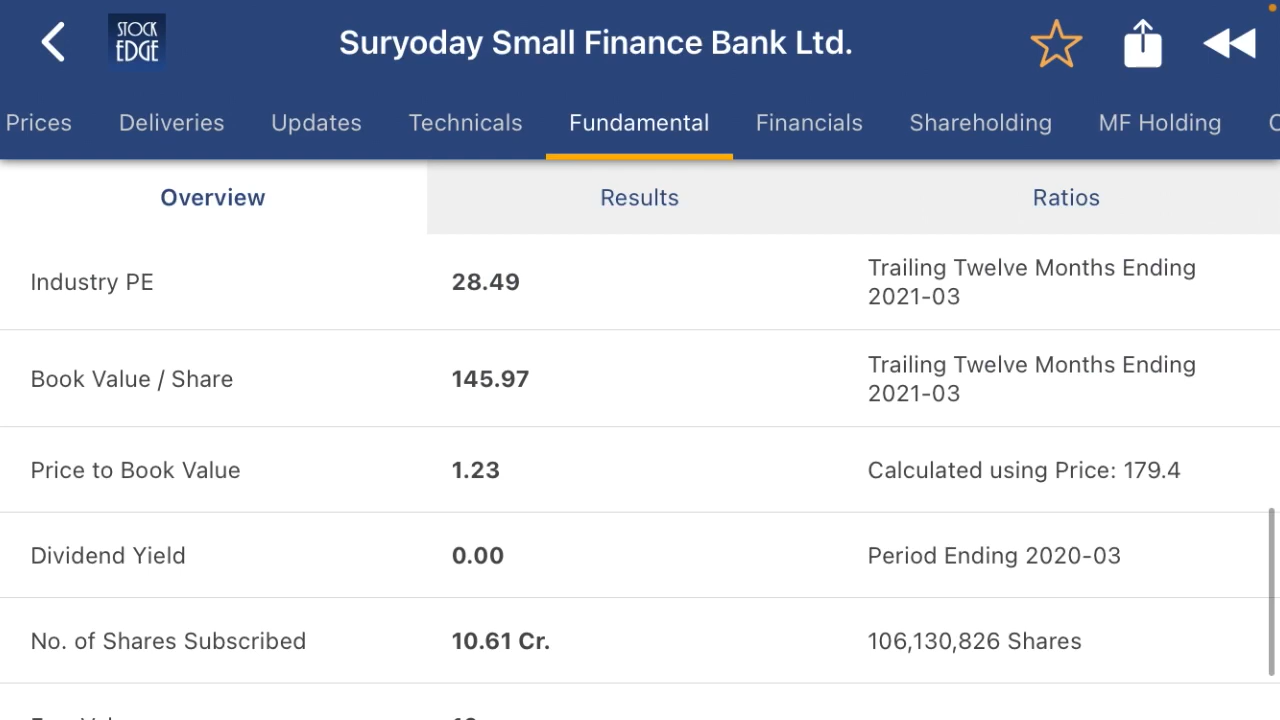 STOCK
EDGE
Suryoday Small Finance Bank Ltd.
Prices Deliveries Updates Technicals Fundamental Financials Shareholding MF Holding
Overview Results Ratios
Industry PE 28.49 Trailing Twelve Months Ending
2021-03
Book Value / Share 145.97 Trailing Twelve Months Ending
2021-03
Price to Book Value 1.23 Calculated using Price: 179.4
Dividend Yield 0.00 Period Ending 2020-03
No. of Shares Subscribed 10.61 Cr. 106,130,826 Shares